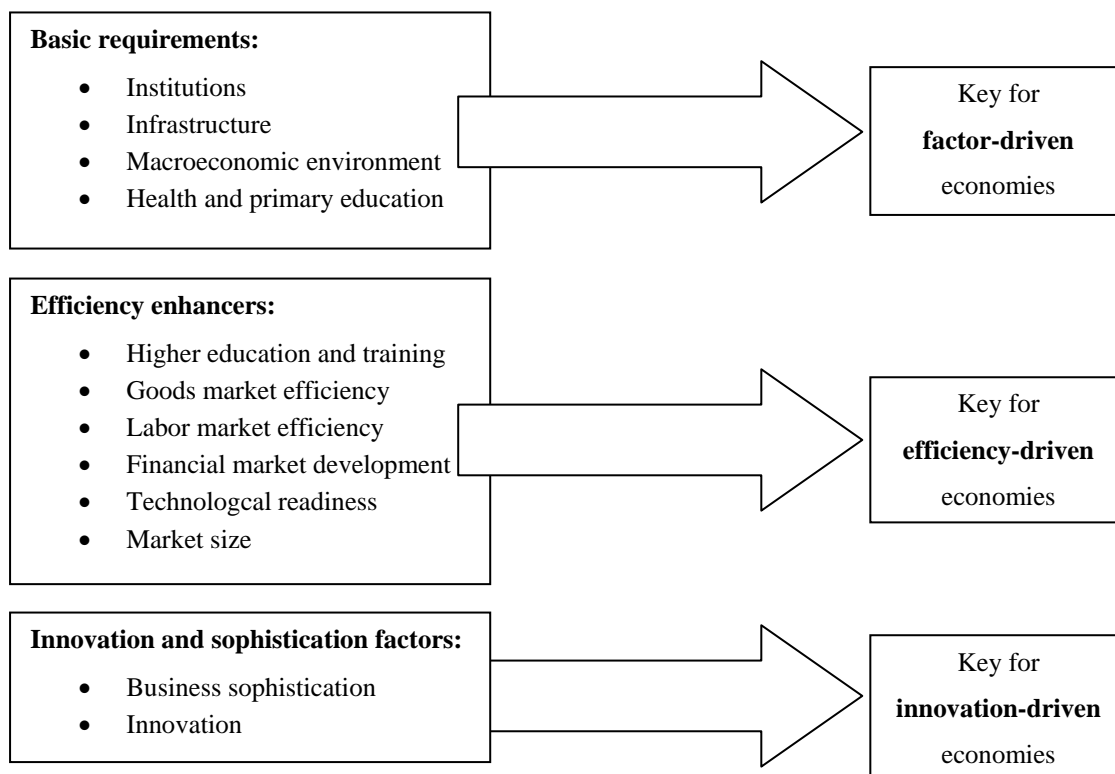 Basic requirements:
• Institutions
• Infrastructure
• Macroeconomic environment
• Health and primary education
Key for
factor-driven
economies
Efficiency enhancers:
• Higher education and training
• Goods market efficiency
• Labor market efficiency
• Financial market development
• Technologcal readiness
• Market size
Key for
efficiency-driven
economies
Innovation and sophistication factors:
• Business sophistication
• Innovation
Key for
innovation-driven
economies